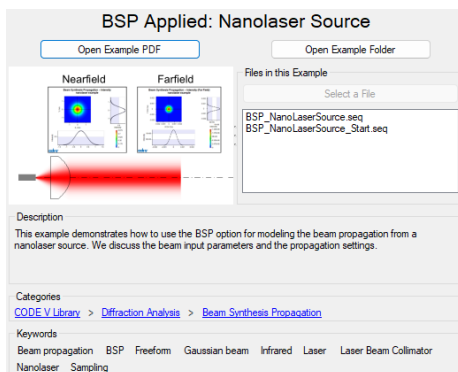 BSP Applied: Nanolaser Source
Open Example PDF
Open Example Folder
Nearfield
Farfield
Files in this Example
Select a File
BSP_NanoLaserSource.seq
BSP_NanoLaserSource_Start.seq
Description
This example demonstrates how to use the BSP option for modeling the beam propagation from a
nanolaser source. We discuss the beam input parameters and the propagation settings.
Categories
CODE V Library > Diffraction Analysis > Beam Synthesis Propagation
Keywords
Beam propagation BSP Freeform Gaussian beam Infrared Laser Laser Beam Collimator
Nanolaser Sampling